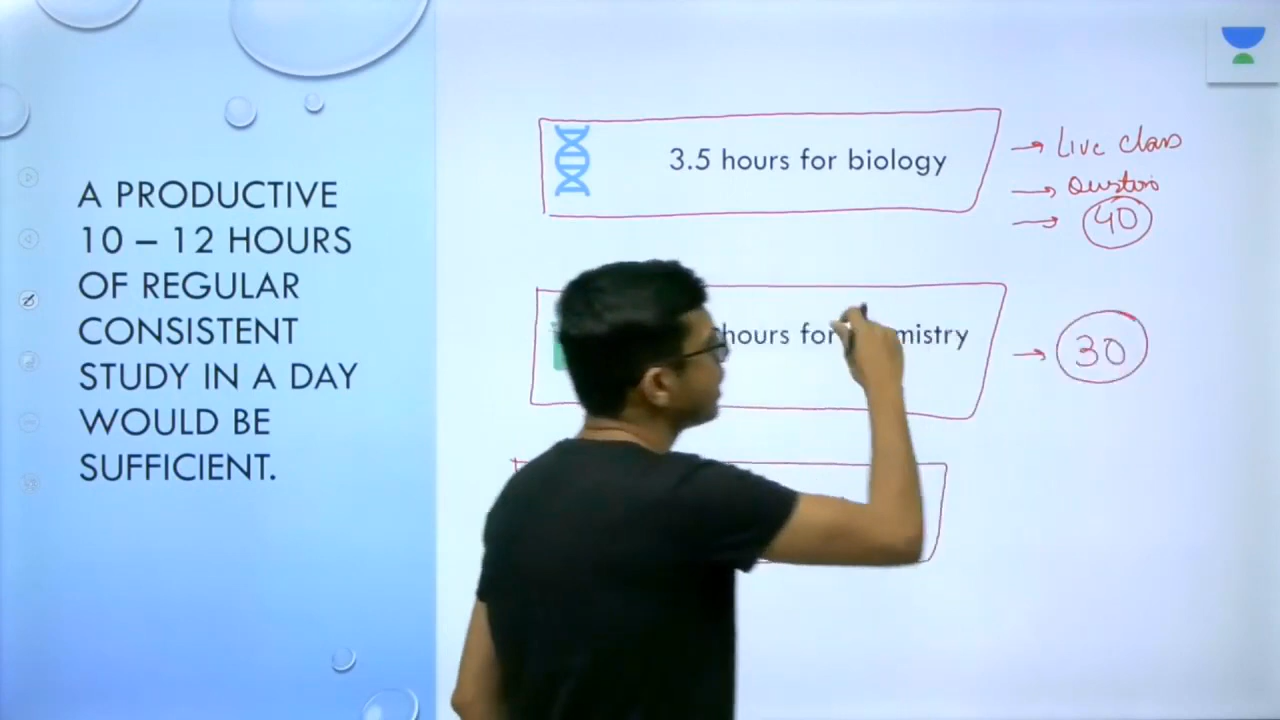 A PRODUCTIVE
10 – 12 HOURS
OF REGULAR
CONSISTENT
STUDY IN A DAY
WOULD BE
SUFFICIENT.
3.5 hours for biology
→ Live class
→
→ 40
hours for mistry
→ 30